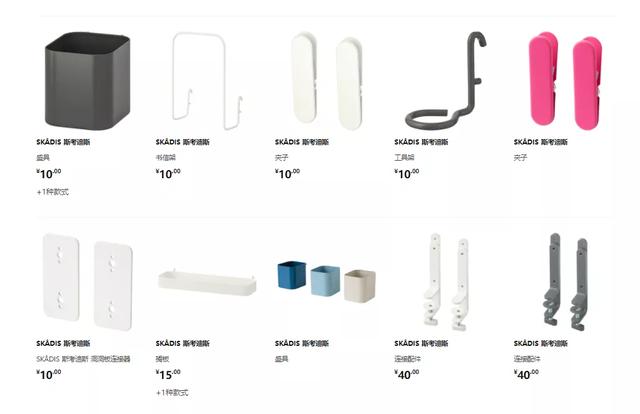 SKÅDIS 斯考迪斯
盛具
¥10.00
+1种款式
SKÅDIS 斯考迪斯
书信架
¥10.00
SKÅDIS 斯考迪斯
夹子
¥10.00
SKÅDIS 斯考迪斯
工具架
¥10.00
SKÅDIS 斯考迪斯
夹子
SKÅDIS 斯考迪斯
SKÅDIS 斯考迪斯 洞洞板连接器
¥10.00
SKÅDIS 斯考迪斯
搁板
¥15.00
+1种款式
SKÅDIS 斯考迪斯
盛具
SKÅDIS 斯考迪斯
连接配件
¥40.00
SKÅDIS 斯考迪斯
连接配件
¥40.00